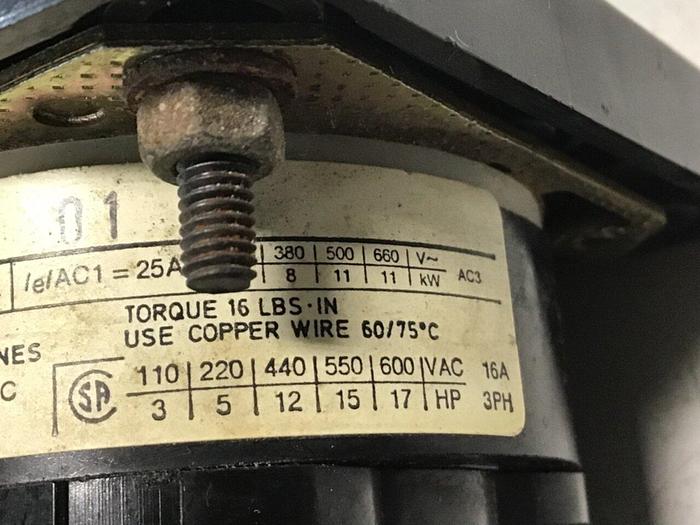 01
/e/AC1 = 25A 380 500 660 V~ AC3
8 11 11 kW
TORQUE 16 LBS·IN
USE COPPER WIRE 60/75°C
NES
C
SA 110 220 440 550 600 VAC 16A
3 5 12 15 17 HP 3PH